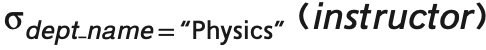 σdept_name = “Physics” (instructor)